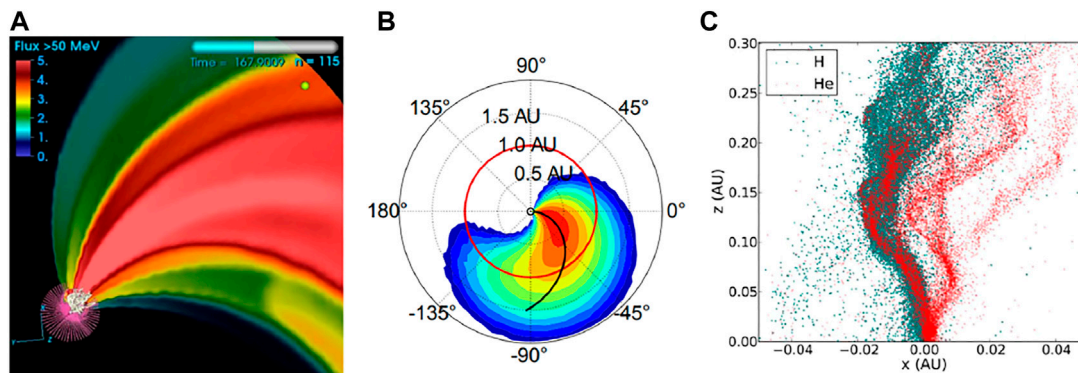 A
Flux >50 MeV
5.
4.
3.
2.
1.
0.
Time = 167.9009 n = 115
B
90°
135°
45°
1.5 AU
1.0 AU
0.5 AU
180°
0°
-135°
-45°
-90°
C
H
He
z (AU)
0.30
0.25
0.20
0.15
0.10
0.05
0.00
-0.04
-0.02
0.00
0.02
0.04
x (AU)